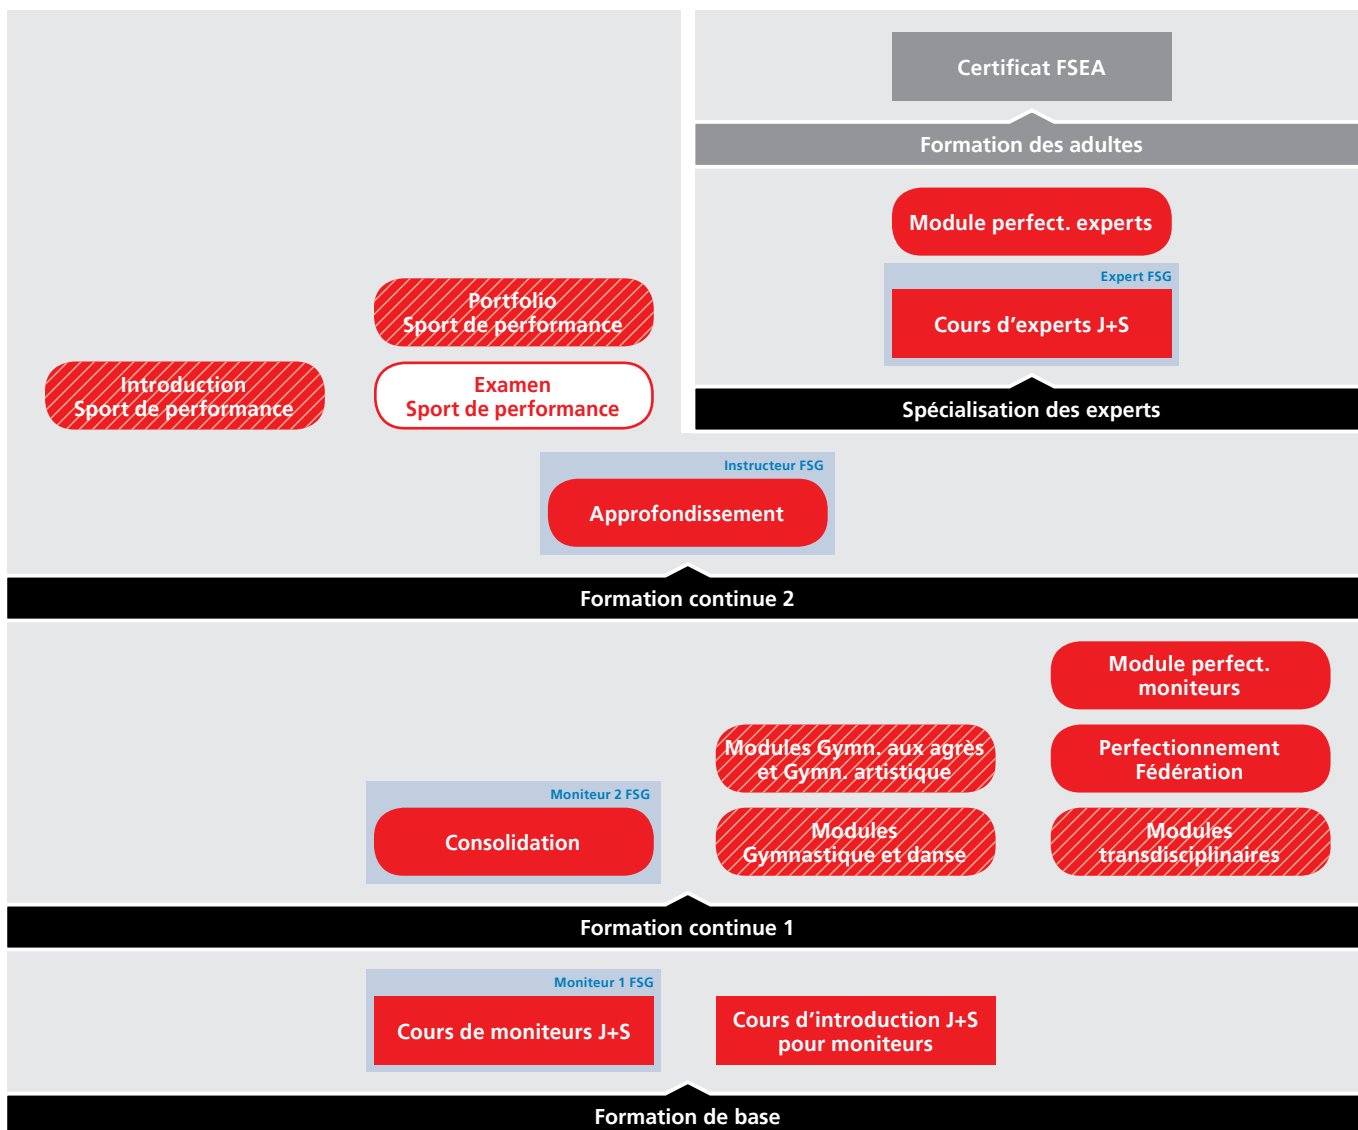 Certificat FSEA
Formation des adultes
Module perfect. experts
Expert FSG
Cours d’experts J+S
Spécialisation des experts
Portfolio
Sport de performance
Introduction
Sport de performance
Examen
Sport de performance
Instructeur FSG
Approfondissement
Formation continue 2
Module perfect.
moniteurs
Modules Gymn. aux agrès
et Gymn. artistique
Perfectionnement
Fédération
Moniteur 2 FSG
Consolidation
Modules
Gymnastique et danse
Modules
transdisciplinaires
Formation continue 1
Moniteur 1 FSG
Cours de moniteurs J+S
Cours d’introduction J+S
pour moniteurs
Formation de base